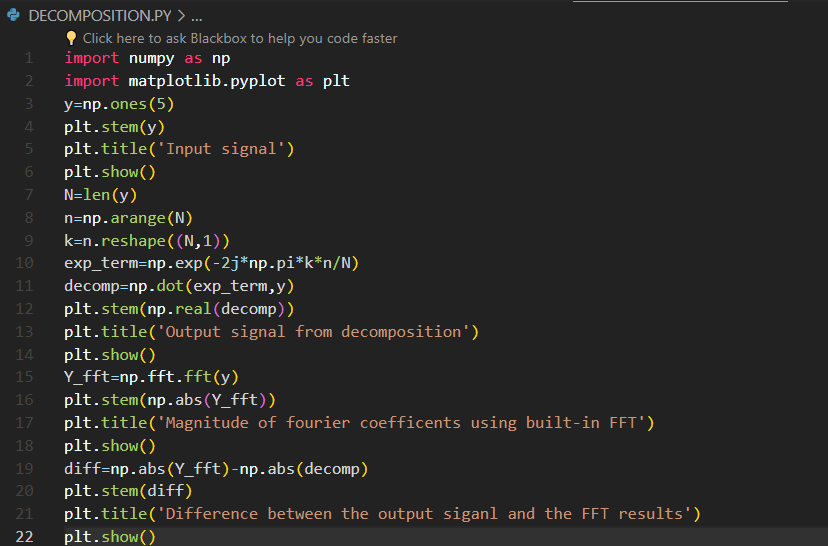 DECOMPOSITION.PY > ...
Click here to ask Blackbox to help you code faster
1 import numpy as np
2 import matplotlib.pyplot as plt
3 y=np.ones(5)
4 plt.stem(y)
5 plt.title('Input signal')
6 plt.show()
7 N=len(y)
8 n=np.arange(N)
9 k=n.reshape((N,1))
10 exp_term=np.exp(-2j*np.pi*k*n/N)
11 decomp=np.dot(exp_term,y)
12 plt.stem(np.real(decomp))
13 plt.title('Output signal from decomposition')
14 plt.show()
15 Y_fft=np.fft.fft(y)
16 plt.stem(np.abs(Y_fft))
17 plt.title('Magnitude of fourier coefficents using built-in FFT')
18 plt.show()
19 diff=np.abs(Y_fft)-np.abs(decomp)
20 plt.stem(diff)
21 plt.title('Difference between the output siganl and the FFT results')
22 plt.show()